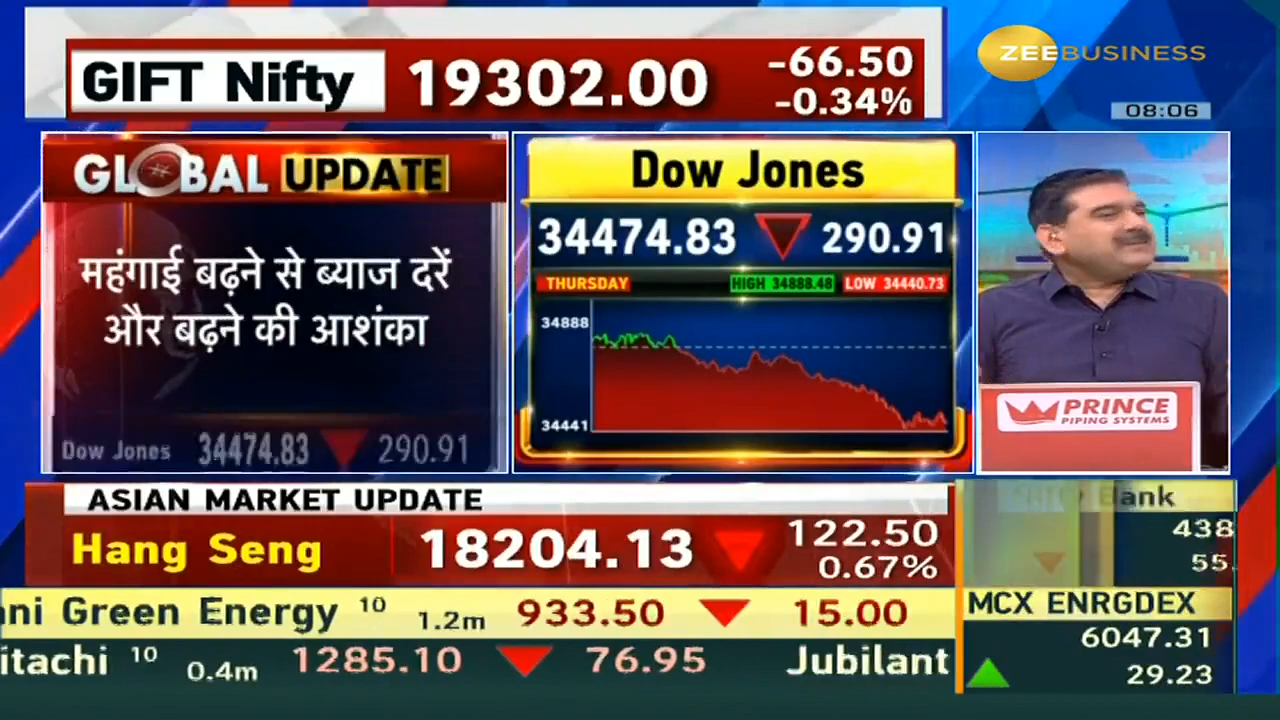 GIFT Nifty 19302.00 -66.50
-0.34%
ZEEBUSINESS
08:06
GLOBAL UPDATE
महंगाई बढ़ने से ब्याज दरें
और बढ़ने की आशंका
Dow Jones 34474.83 290.91
Dow Jones
34474.83 290.91
THURSDAY HIGH 34888.48 LOW 34440.73
34888
34441
PRINCE
PIPING SYSTEMS
ASIAN MARKET UPDATE
Hang Seng 18204.13 122.50
0.67%
Bank
438
55.
ni Green Energy 10 1.2m 933.50 15.00
itachi 10 0.4m 1285.10 76.95 Jubilant
MCX ENRGDEX
6047.31
29.23